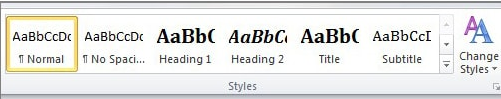 AaBbCcDc AaBbCcDc AaBbC AaBbCc AaBbC AaBbCcI
¶ Normal ¶ No Spaci... Heading 1 Heading 2 Title Subtitle
Change
Styles
Styles